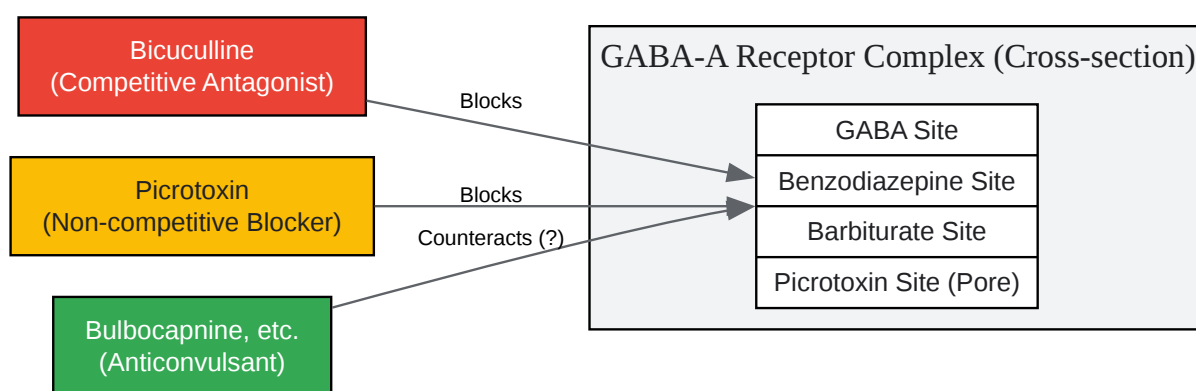 Bicuculline
(Competitive Antagonist)
Blocks
Picrotoxin
(Non-competitive Blocker)
Blocks
Counteracts (?)
Bulbocapnine, etc.
(Anticonvulsant)
GABA-A Receptor Complex (Cross-section)
GABA Site
Benzodiazepine Site
Barbiturate Site
Picrotoxin Site (Pore)